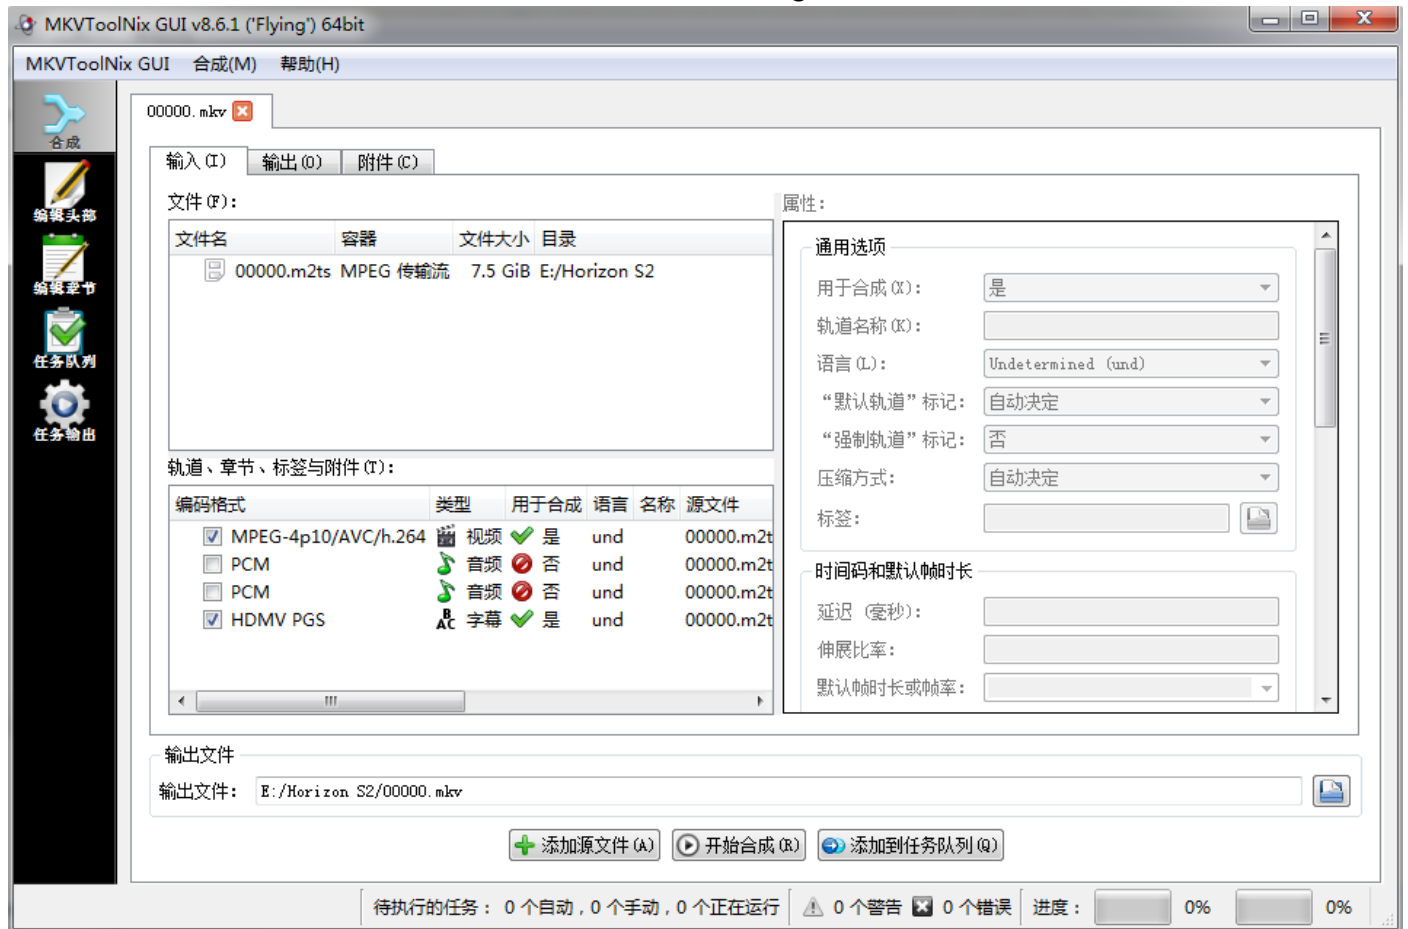 MKVToolNix GUI v8.6.1 ('Flying') 64bit
MKVToolNix GUI 合成(M) 帮助(H)
合成
编辑头部
编辑章节
任务队列
任务输出
00000.mkv
输入(I) 输出(O) 附件(C)
文件(F):
文件名 容器 文件大小 目录
00000.m2ts MPEG 传输流 7.5 GiB E:/Horizon S2
轨道、章节、标签与附件(T):
编码格式 类型 用于合成 语言 名称 源文件
MPEG-4p10/AVC/h.264 视频 是 und 00000.m2t
PCM 音频 否 und 00000.m2t
PCM 音频 否 und 00000.m2t
HDMV PGS 字幕 是 und 00000.m2t
属性:
通用选项
用于合成(X): 是
轨道名称(K):
语言(L): Undetermined (und)
“默认轨道”标记: 自动决定
“强制轨道”标记: 否
压缩方式: 自动决定
标签:
时间码和默认帧时长
延迟 (毫秒):
伸展比率:
默认帧时长或帧率:
输出文件
输出文件: E:/Horizon S2/00000.mkv
添加源文件(A) 开始合成(R) 添加到任务队列(Q)
待执行的任务: 0 个自动, 0 个手动, 0 个正在运行 0 个警告 0 个错误 进度: 0% 0%